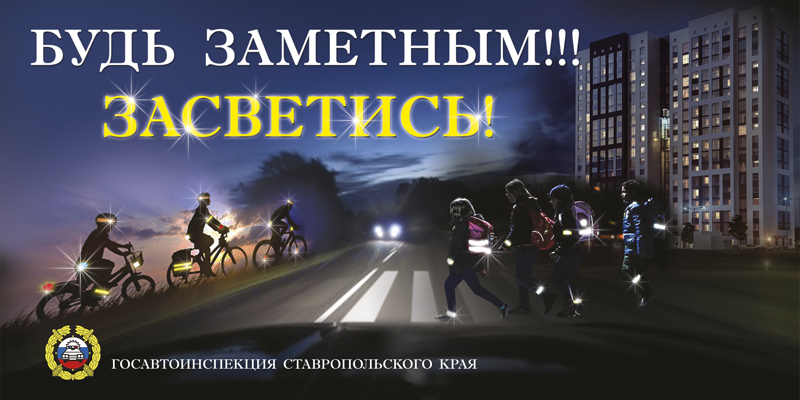 БУДЬ ЗАМЕТНЫМ!!!
ЗАСВЕТИСЬ!
ГОСАВТОИНСПЕКЦИЯ СТАВРОПОЛЬСКОГО КРАЯ